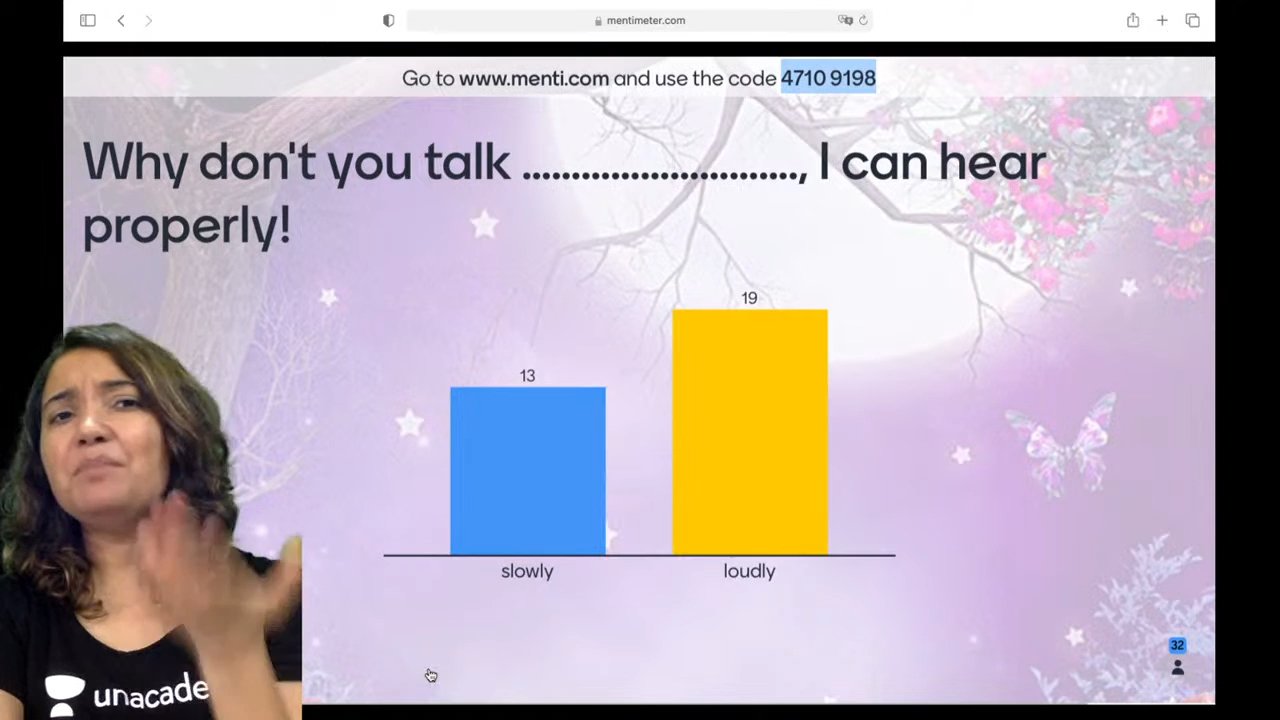 mentimeter.com
Go to www.menti.com and use the code 4710 9198
Why don't you talk ............................, I can hear
properly!
19
13
slowly
loudly
32
unacade